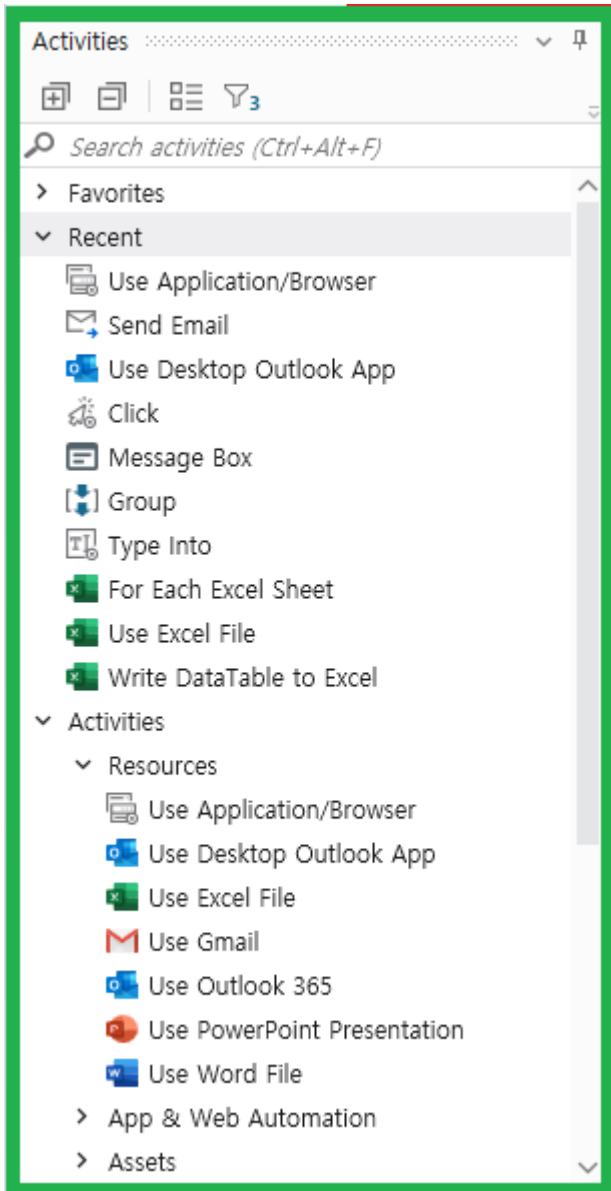 Activities
3
Search activities (Ctrl+Alt+F)
Favorites
Recent
Use Application/Browser
Send Email
Use Desktop Outlook App
Click
Message Box
Group
Type Into
For Each Excel Sheet
Use Excel File
Write DataTable to Excel
Activities
Resources
Use Application/Browser
Use Desktop Outlook App
Use Excel File
Use Gmail
Use Outlook 365
Use PowerPoint Presentation
Use Word File
App & Web Automation
Assets